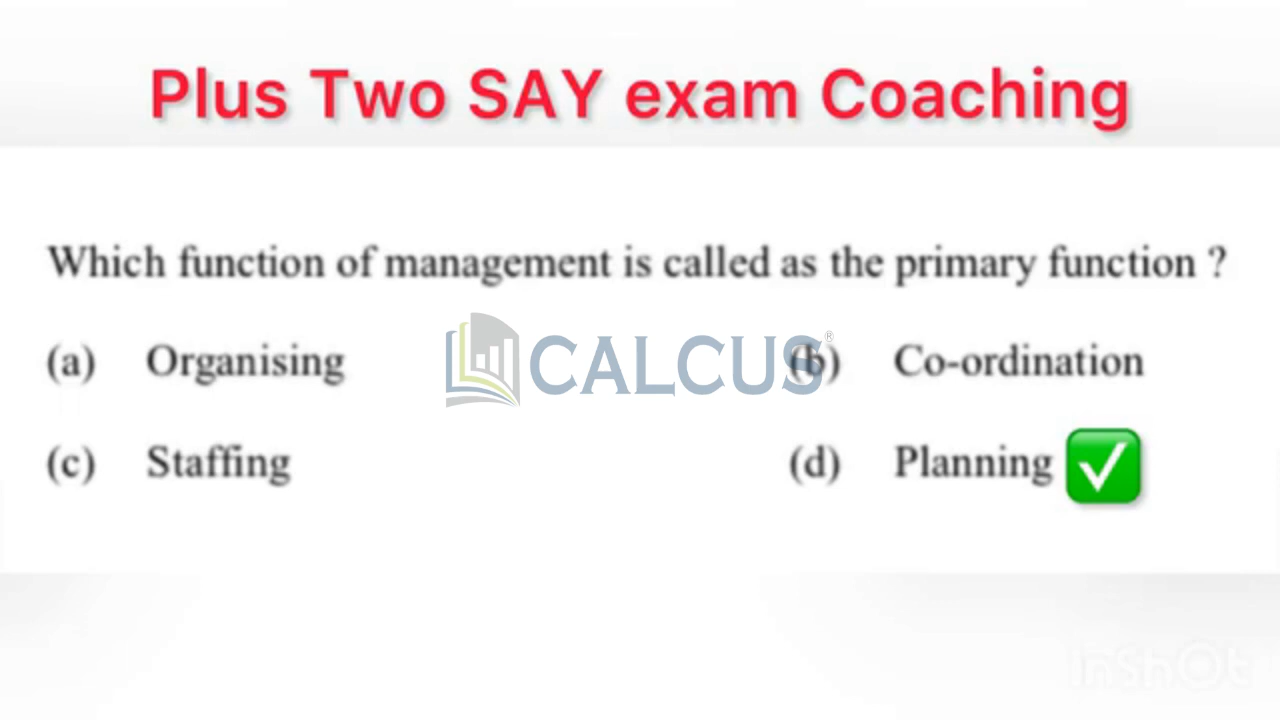 Plus Two SAY exam Coaching
Which function of management is called as the primary function ?
(a) Organising (b) Co-ordination
CALCUS®
(c) Staffing (d) Planning
InShOt